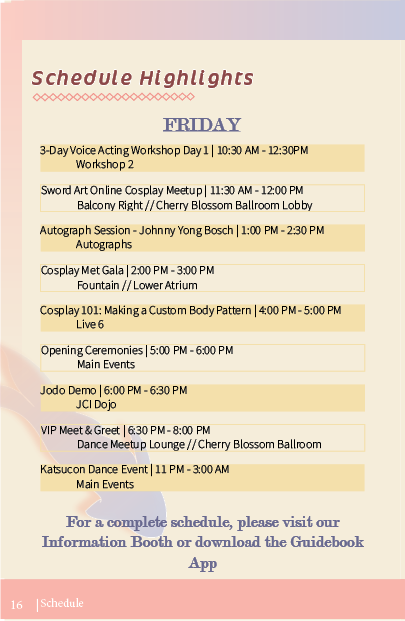 Schedule Highlights
FRIDAY
3-Day Voice Acting Workshop Day 1 | 10:30 AM - 12:30PM
Workshop 2
Sword Art Online Cosplay Meetup | 11:30 AM - 12:00 PM
Balcony Right // Cherry Blossom Ballroom Lobby
Autograph Session - Johnny Yong Bosch | 1:00 PM - 2:30 PM
Autographs
Cosplay Met Gala | 2:00 PM - 3:00 PM
Fountain // Lower Atrium
Cosplay 101: Making a Custom Body Pattern | 4:00 PM - 5:00 PM
Live 6
Opening Ceremonies | 5:00 PM - 6:00 PM
Main Events
Jodo Demo | 6:00 PM - 6:30 PM
JCI Dojo
VIP Meet & Greet | 6:30 PM - 8:00 PM
Dance Meetup Lounge // Cherry Blossom Ballroom
Katsucon Dance Event | 11 PM - 3:00 AM
Main Events
For a complete schedule, please visit our
Information Booth or download the Guidebook
App
16 | Schedule